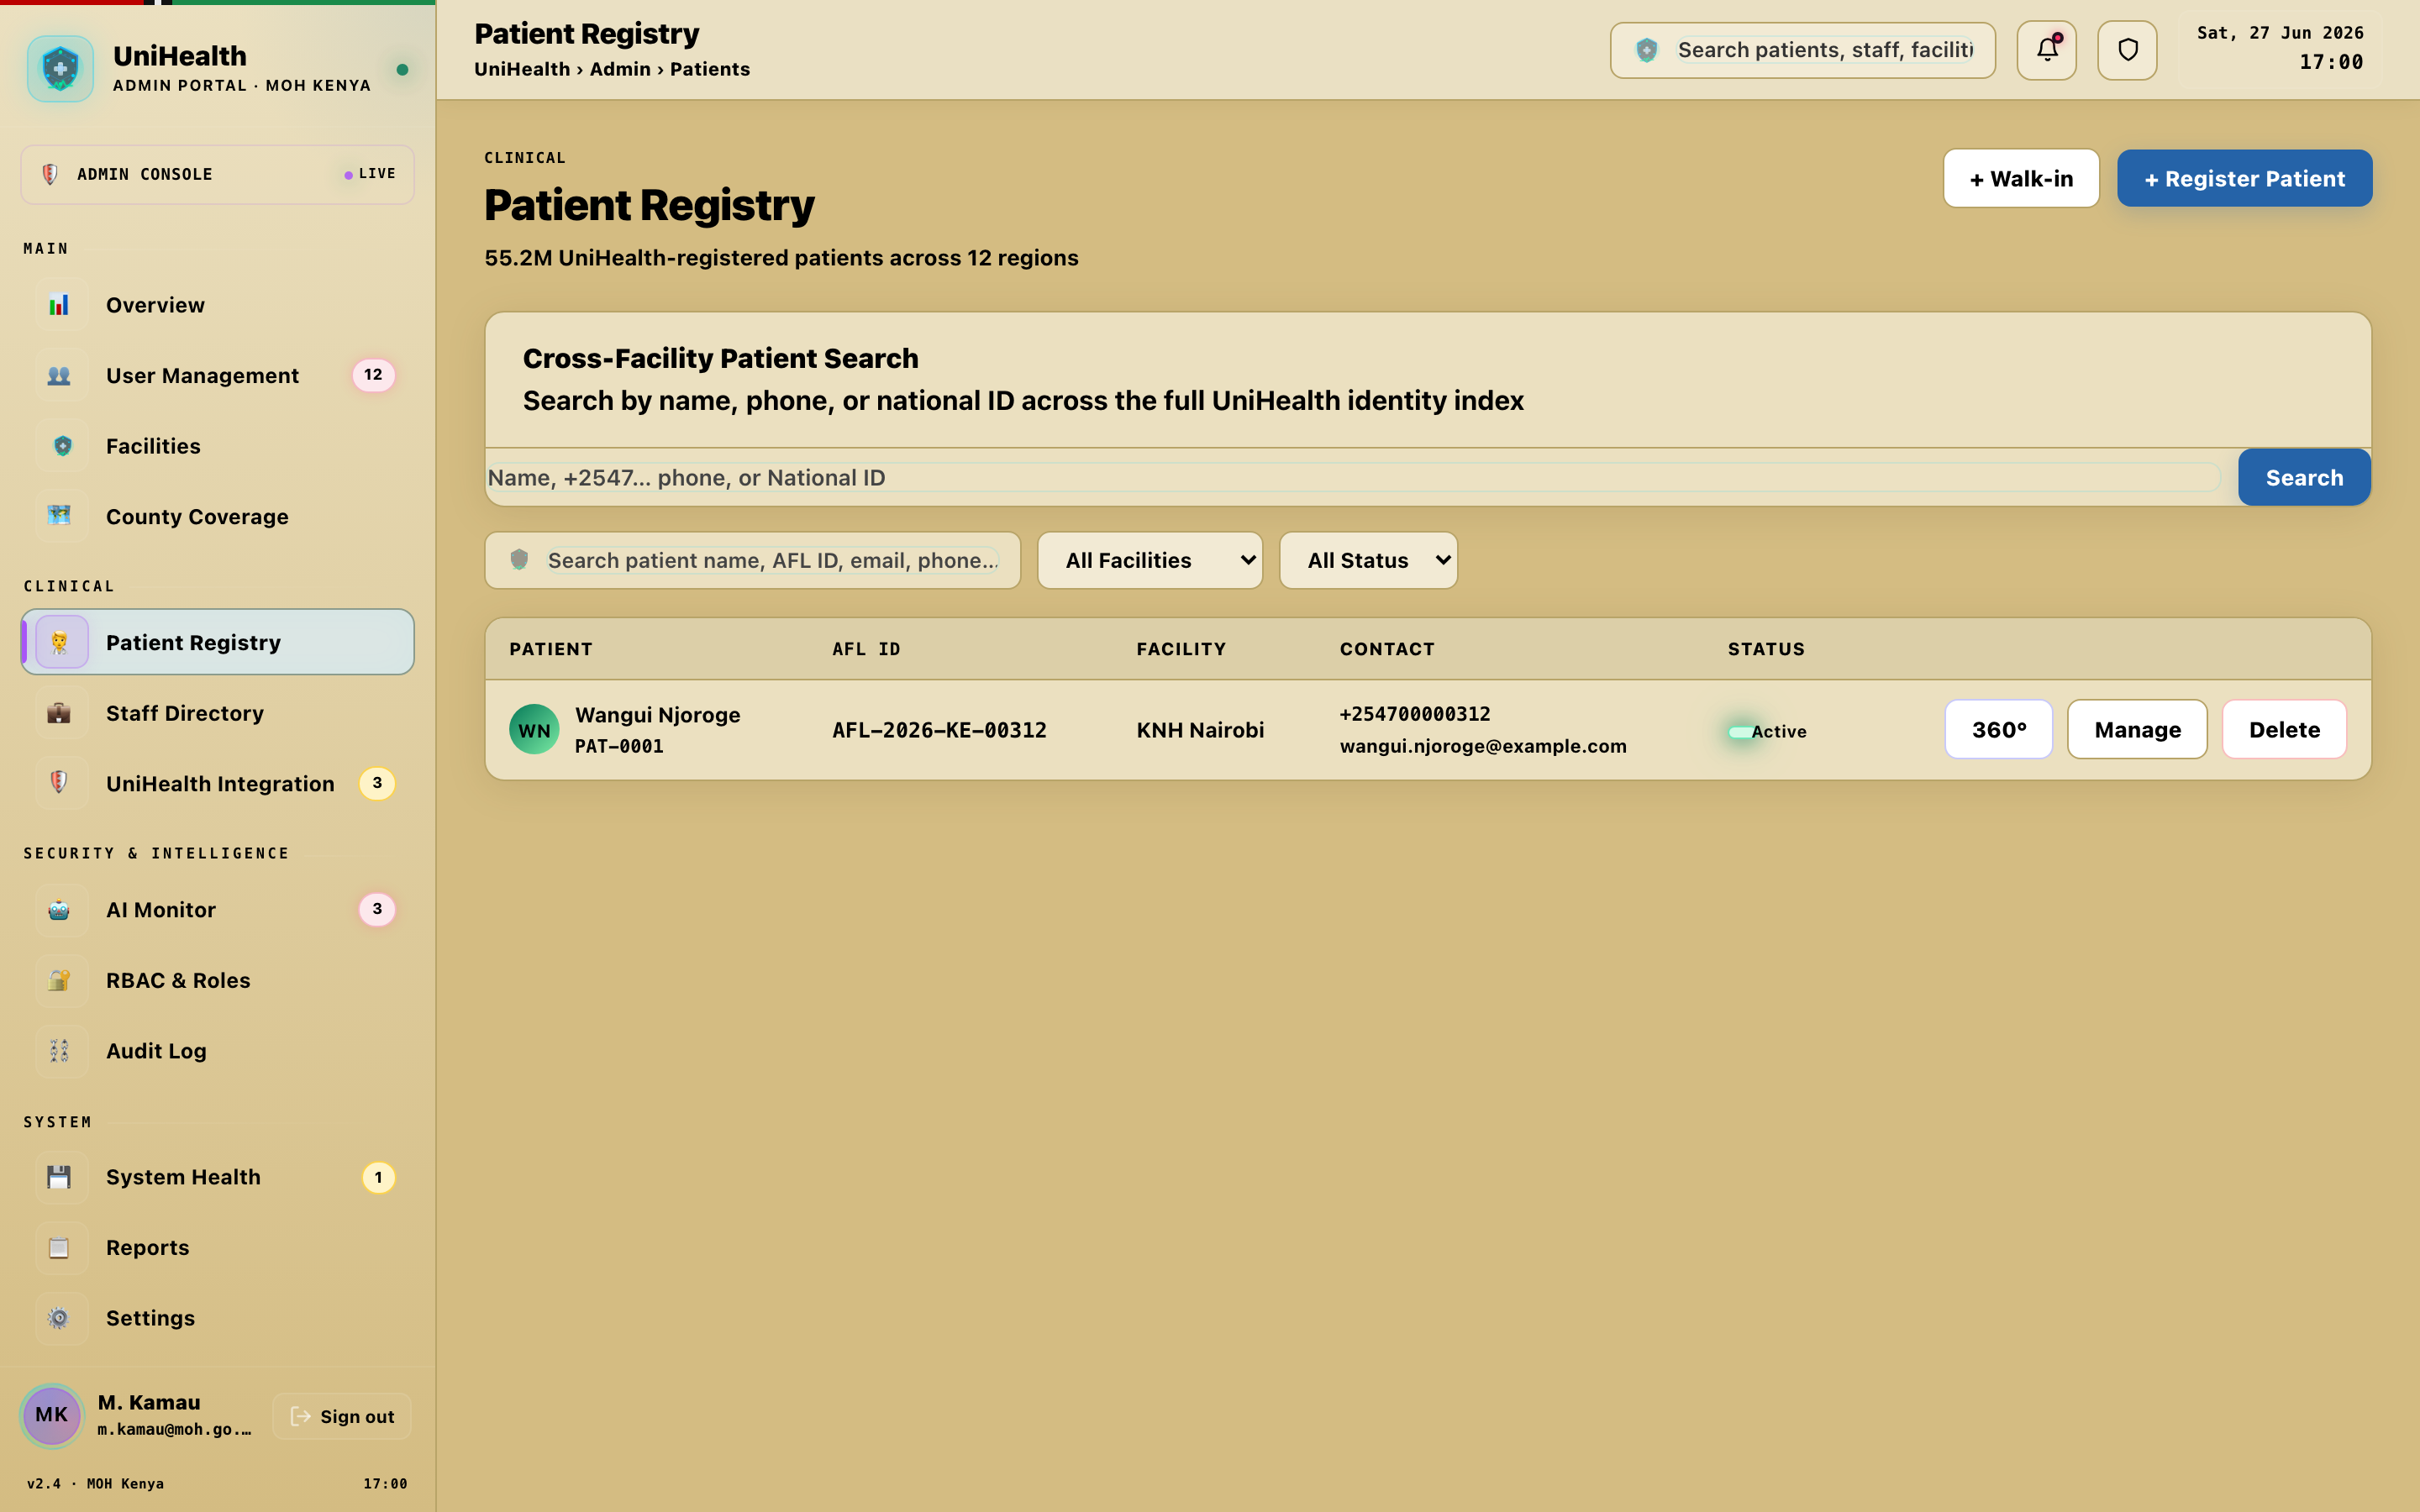 UniHealth
ADMIN PORTAL · MOH KENYA
ADMIN CONSOLE
LIVE
MAIN
Overview
User Management
12
Facilities
County Coverage
CLINICAL
Patient Registry
Staff Directory
UniHealth Integration
3
SECURITY & INTELLIGENCE
AI Monitor
3
RBAC & Roles
Audit Log
SYSTEM
System Health
1
Reports
Settings
MK
M. Kamau
m.kamau@moh.go.…
Sign out
v2.4 · MOH Kenya
17:00
Patient Registry
UniHealth › Admin › Patients
Search patients, staff, faciliti
Sat, 27 Jun 2026
17:00
CLINICAL
Patient Registry
55.2M UniHealth-registered patients across 12 regions
+ Walk-in
+ Register Patient
Cross-Facility Patient Search
Search by name, phone, or national ID across the full UniHealth identity index
Name, +2547... phone, or National ID
Search
Search patient name, AFL ID, email, phone...
All Facilities
All Status
PATIENT
AFL ID
FACILITY
CONTACT
STATUS
WN
Wangui Njoroge
PAT-0001
AFL-2026-KE-00312
KNH Nairobi
+254700000312
wangui.njoroge@example.com
Active
360°
Manage
Delete